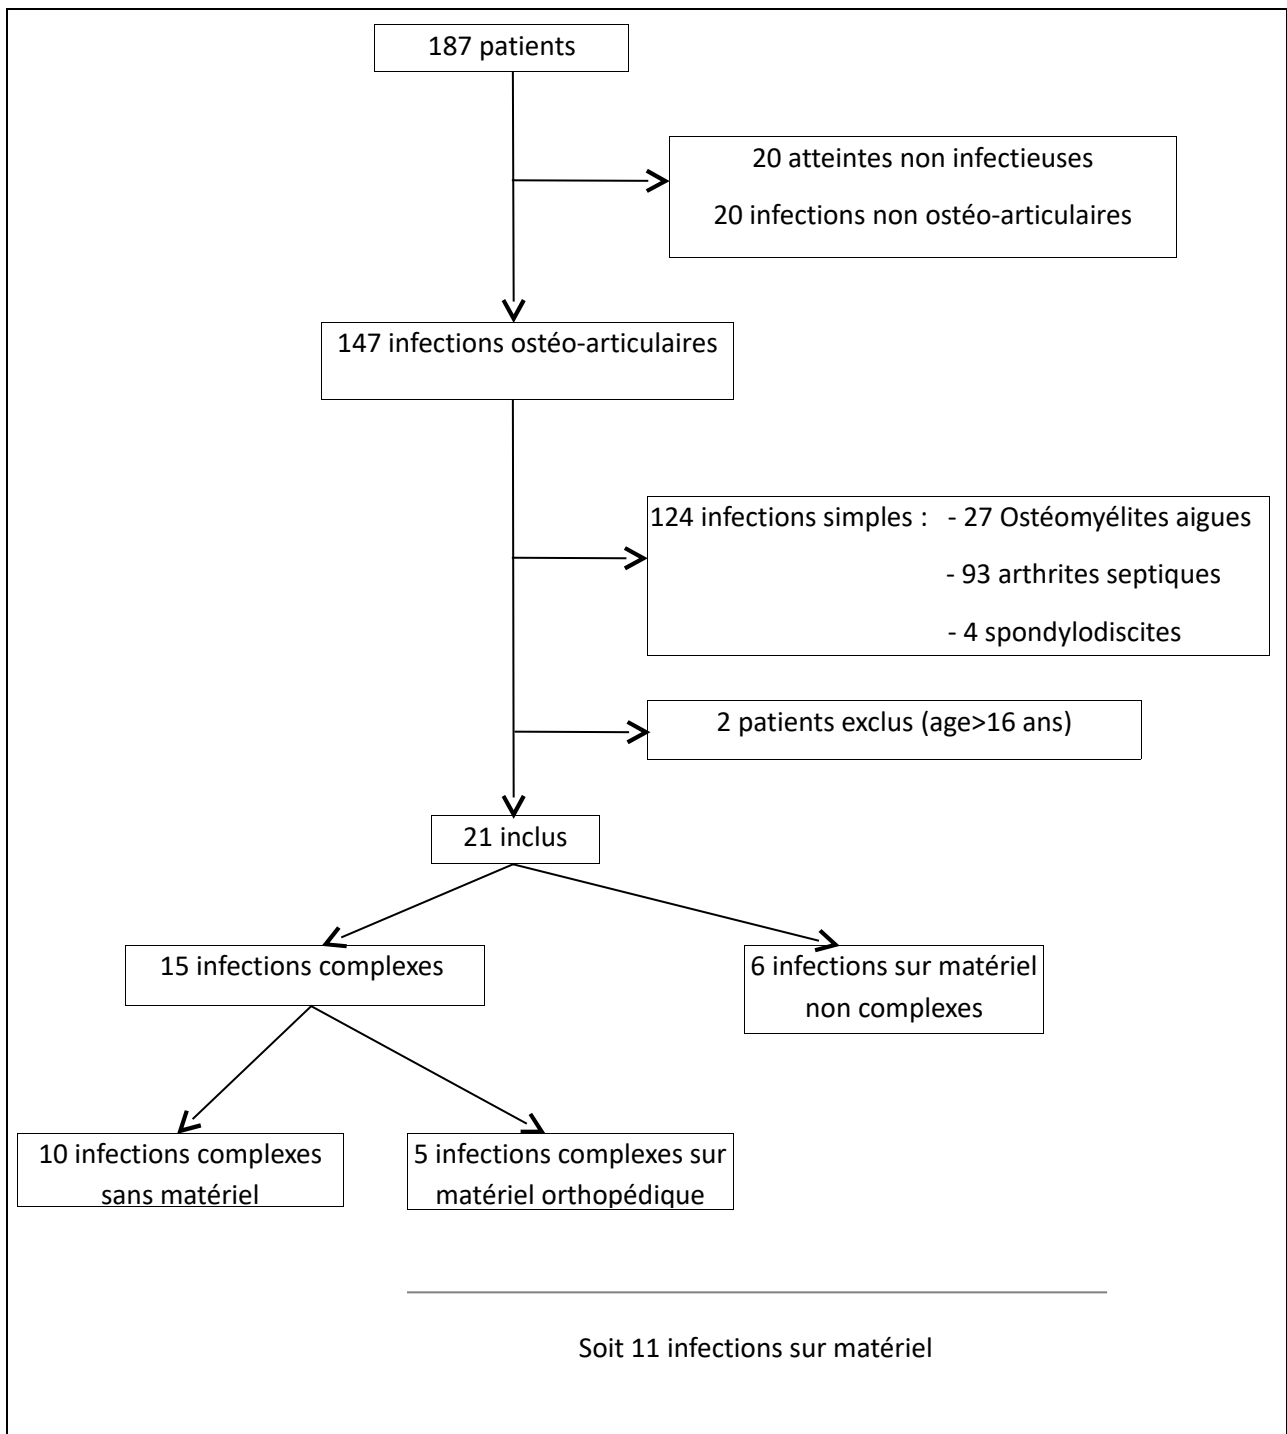 187 patients
20 atteintes non infectieuses
20 infections non ostéo-articulaires
147 infections ostéo-articulaires
124 infections simples :   - 27 Ostéomyélites aigues
- 93 arthrites septiques
- 4 spondylodiscites
2 patients exclus (age>16 ans)
21 inclus
15 infections complexes
6 infections sur matériel
non complexes
10 infections complexes
sans matériel
5 infections complexes sur
matériel orthopédique
Soit 11 infections sur matériel